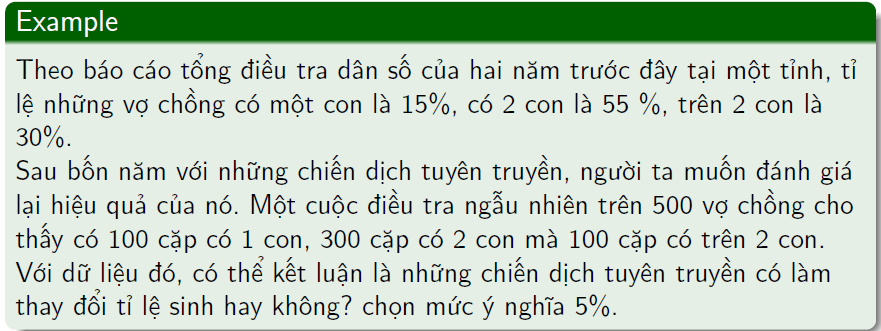 Example
Theo báo cáo tổng điều tra dân số của hai năm trước đây tại một tỉnh, tỉ
lệ những vợ chồng có một con là 15%, có 2 con là 55 %, trên 2 con là
30%.
Sau bốn năm với những chiến dịch tuyên truyền, người ta muốn đánh giá
lại hiệu quả của nó. Một cuộc điều tra ngẫu nhiên trên 500 vợ chồng cho
thấy có 100 cặp có 1 con, 300 cặp có 2 con mà 100 cặp có trên 2 con.
Với dữ liệu đó, có thể kết luận là những chiến dịch tuyên truyền có làm
thay đổi tỉ lệ sinh hay không? chọn mức ý nghĩa 5%.